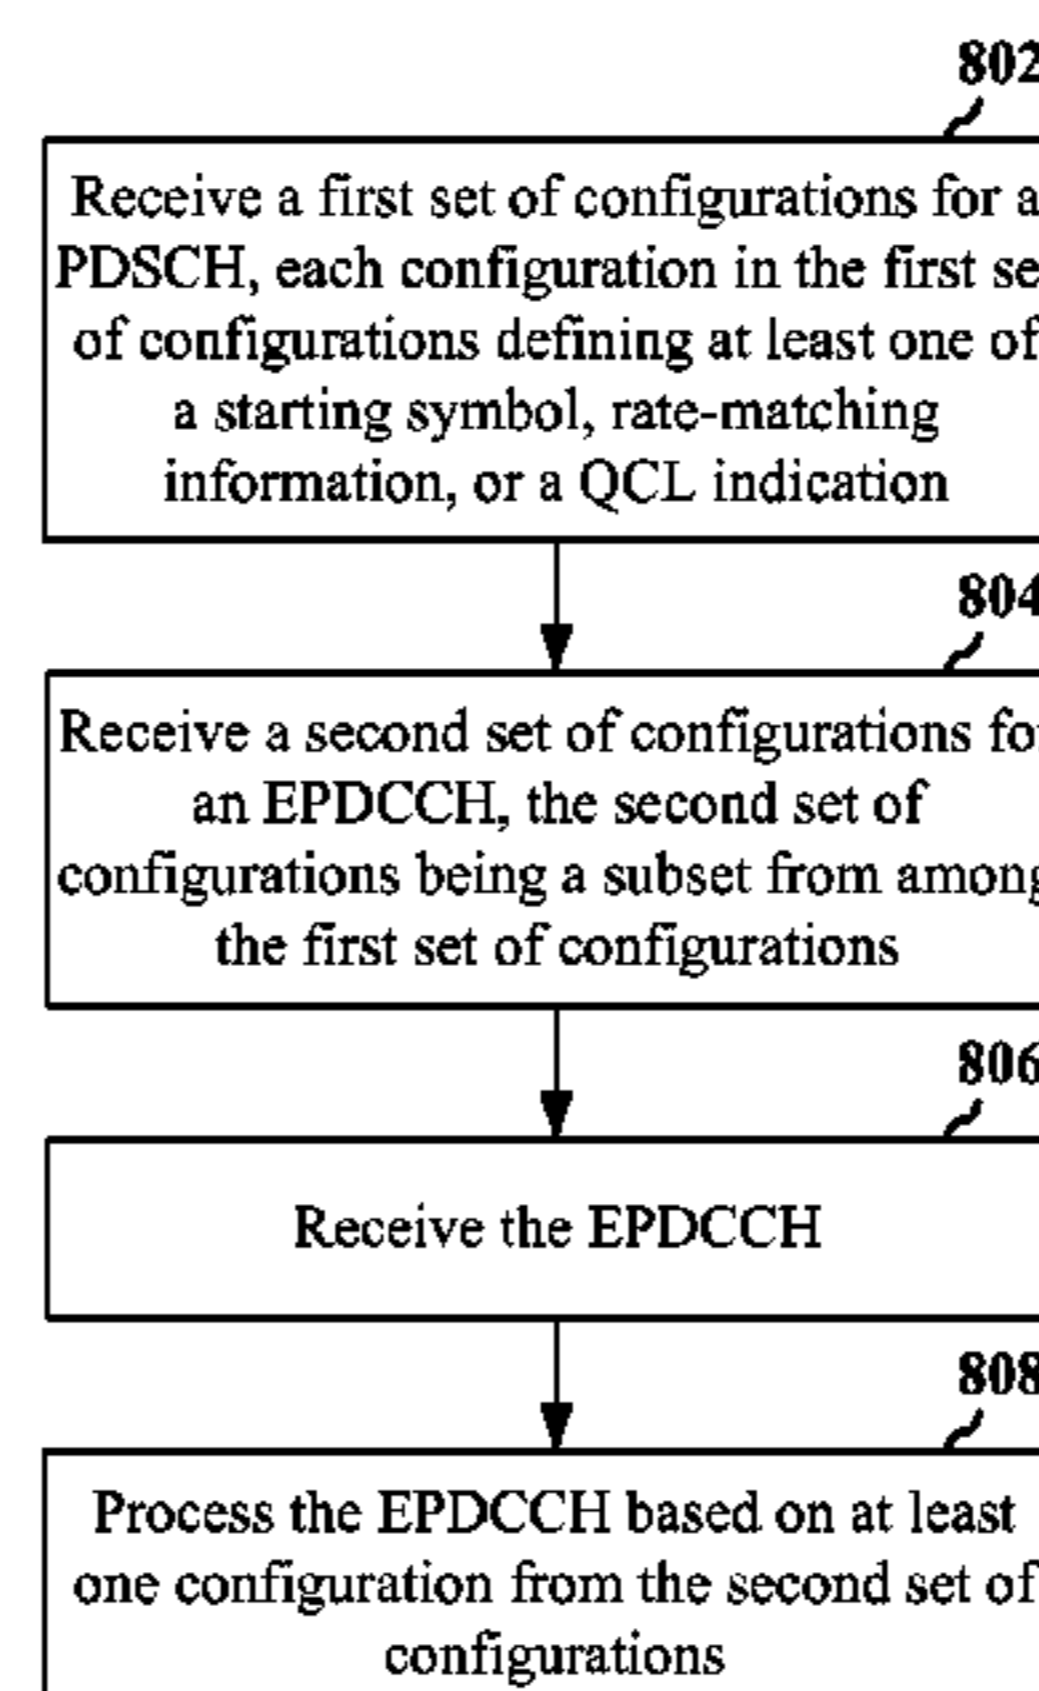 802
Receive a first set of configurations for a
PDSCH, each configuration in the first se
of configurations defining at least one of
a starting symbol, rate-matching
information, or a QCL indication
804
Receive a second set of configurations for
an EPDCCH, the second set of
configurations being a subset from among
the first set of configurations
806
Receive the EPDCCH
808
Process the EPDCCH based on at least
one configuration from the second set of
configurations